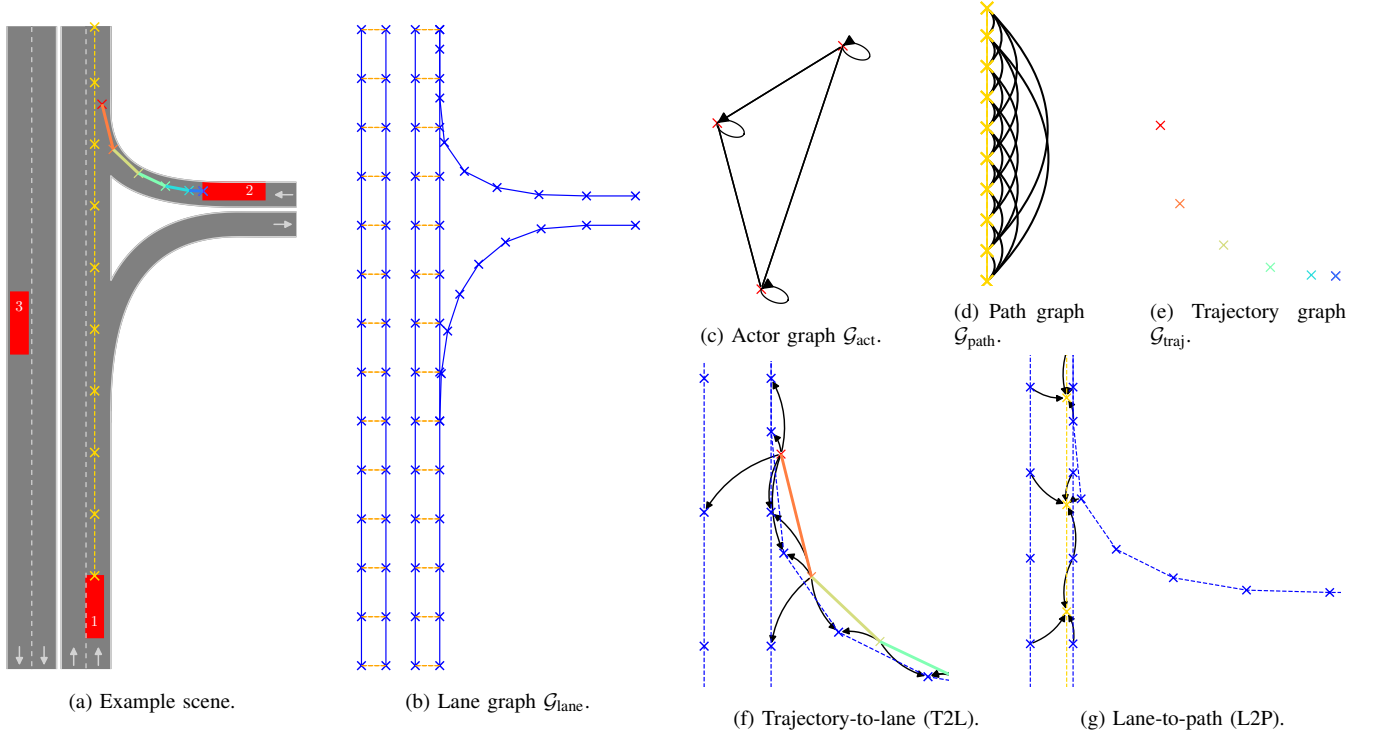 3
2
1
(a) Example scene.
(b) Lane graph 𝒢lane.
(c) Actor graph 𝒢act.
(d) Path graph
𝒢path.
(e) Trajectory graph
𝒢traj.
(f) Trajectory-to-lane (T2L).
(g) Lane-to-path (L2P).